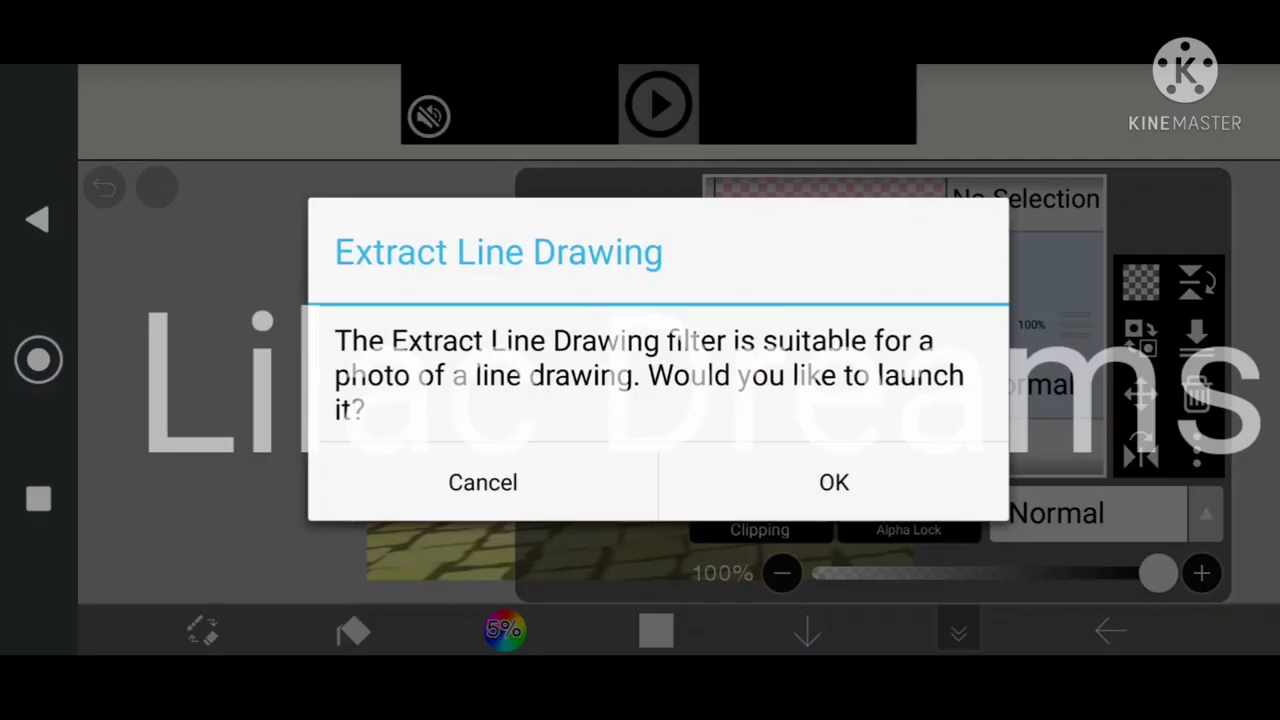 KINEMASTER
No Selection
Extract Line Drawing
The Extract Line Drawing filter is suitable for a
photo of a line drawing. Would you like to launch
it?
100%
Normal
Lilac Dreams
Cancel
OK
Normal
Clipping
Alpha Lock
100%
5%